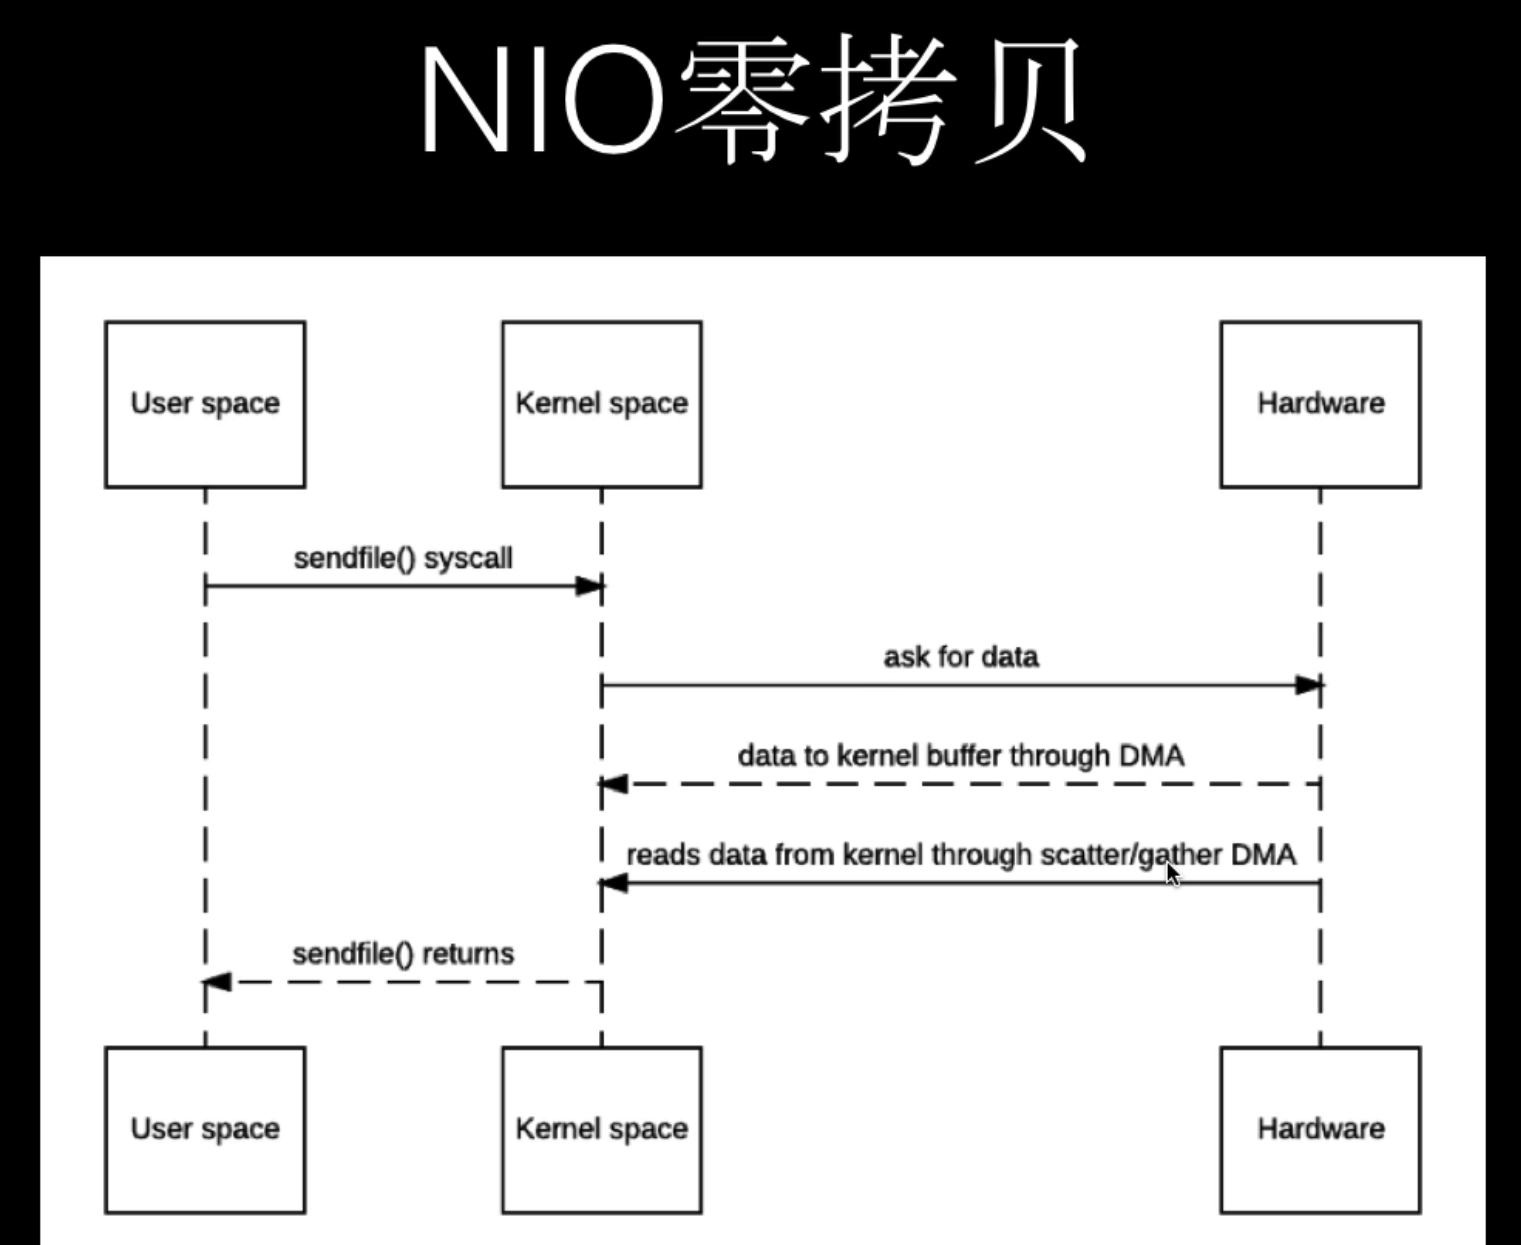 NIO零拷贝
User space
Kernel space
Hardware
sendfile() syscall
ask for data
data to kernel buffer through DMA
reads data from kernel through scatter/gather DMA
sendfile() returns
User space
Kernel space
Hardware